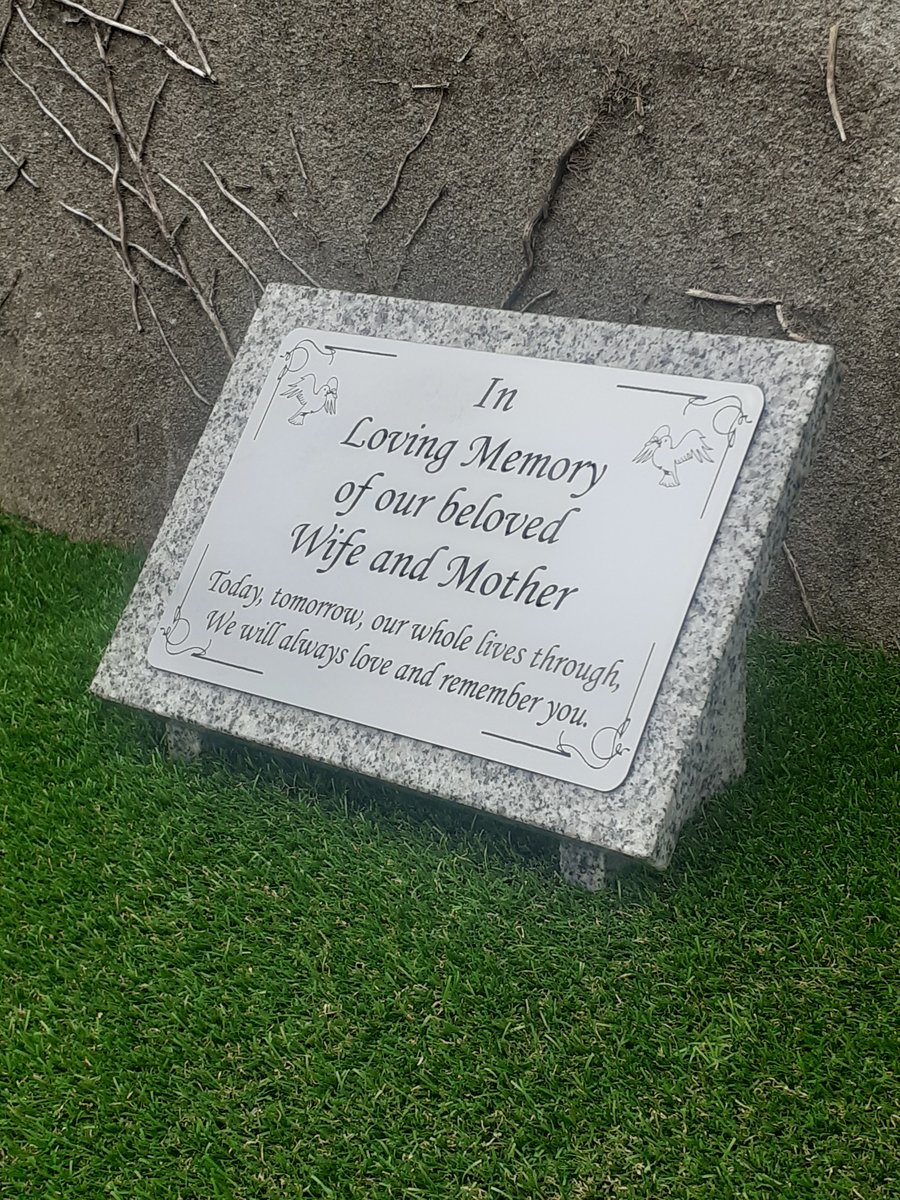 In
Loving Memory
of our beloved
Wife and Mother
Today, tomorrow, our whole lives through,
We will always love and remember you.